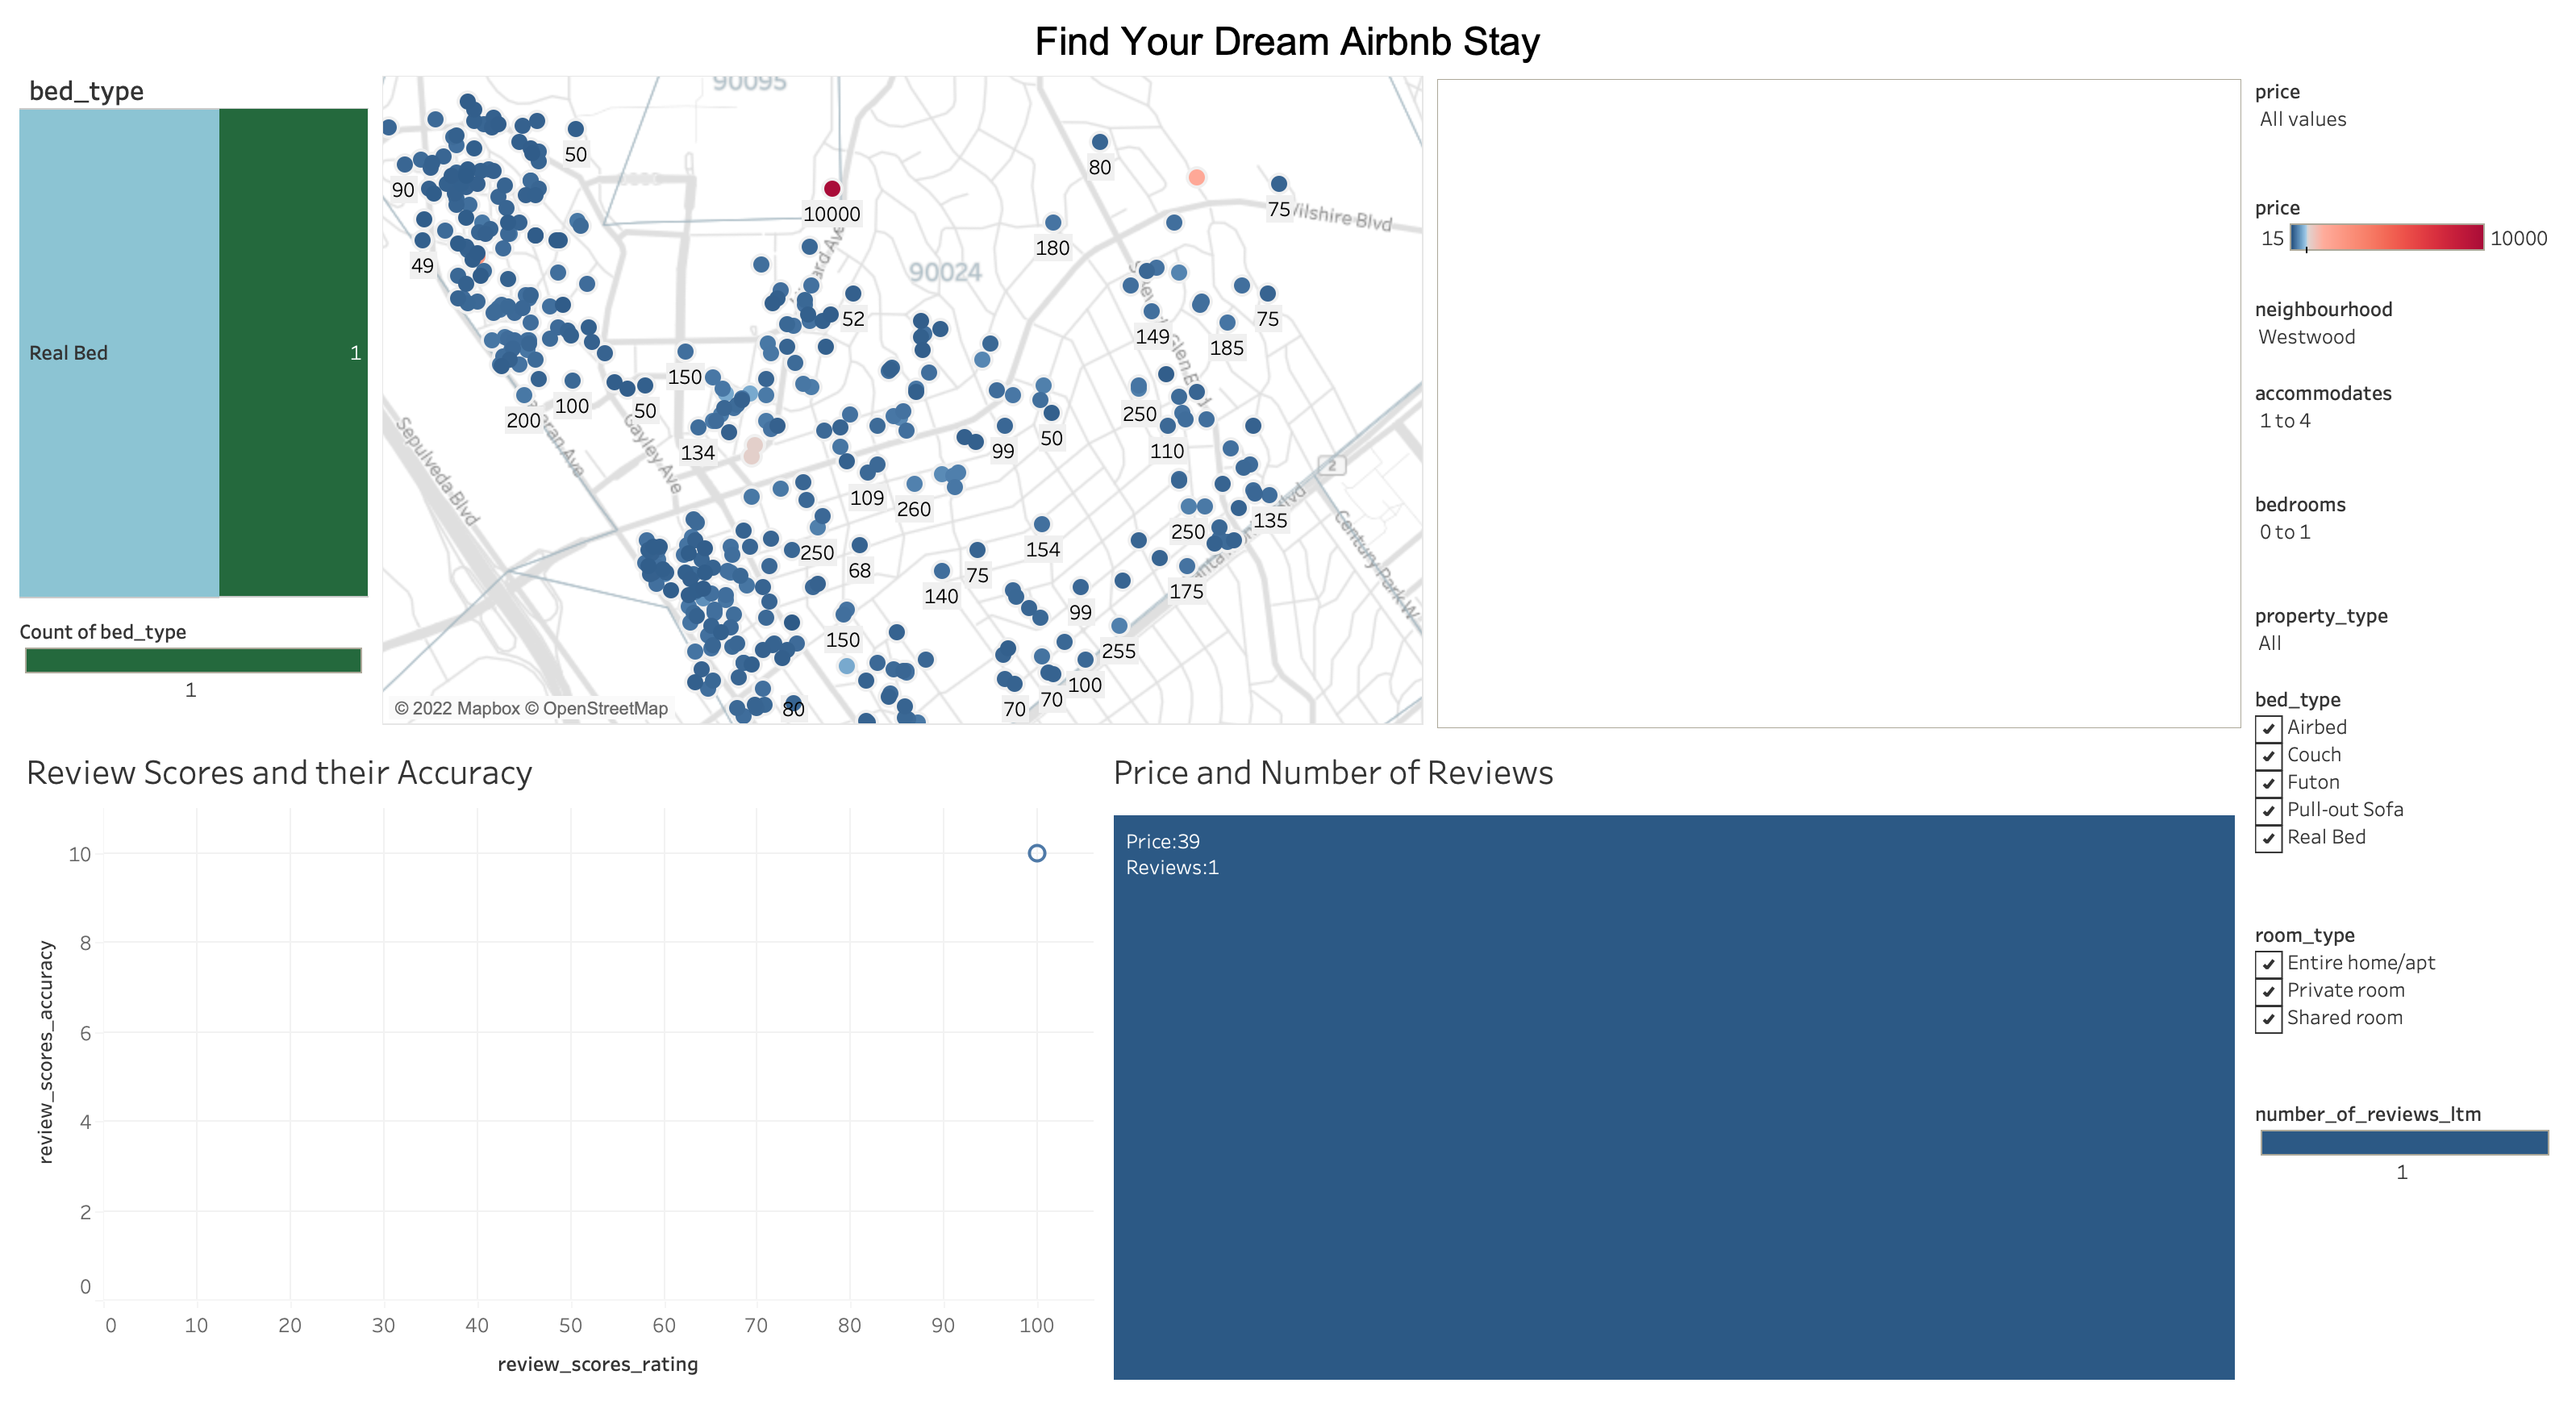 Find Your Dream Airbnb Stay
bed_type
Real Bed
1
Count of bed_type
1
90095
50
80
90
10000
75
Wilshire Blvd
180
49
90024
52
149
75
185
150
200
100
50
250
50
99
110
134
Sepulveda Blvd
Gayley Ave
2
109
260
135
250
250
154
68
75
175
140
99
Century Park W
150
255
100
70
70
80
© 2022 Mapbox © OpenStreetMap
price
All values
price
15
10000
neighbourhood
Westwood
accommodates
1 to 4
bedrooms
0 to 1
property_type
All
bed_type
Airbed
Couch
Futon
Pull-out Sofa
Real Bed
room_type
Entire home/apt
Private room
Shared room
number_of_reviews_ltm
1
Review Scores and their Accuracy
review_scores_accuracy
10
8
6
4
2
0
0 10 20 30 40 50 60 70 80 90 100
review_scores_rating
Price and Number of Reviews
Price:39
Reviews:1